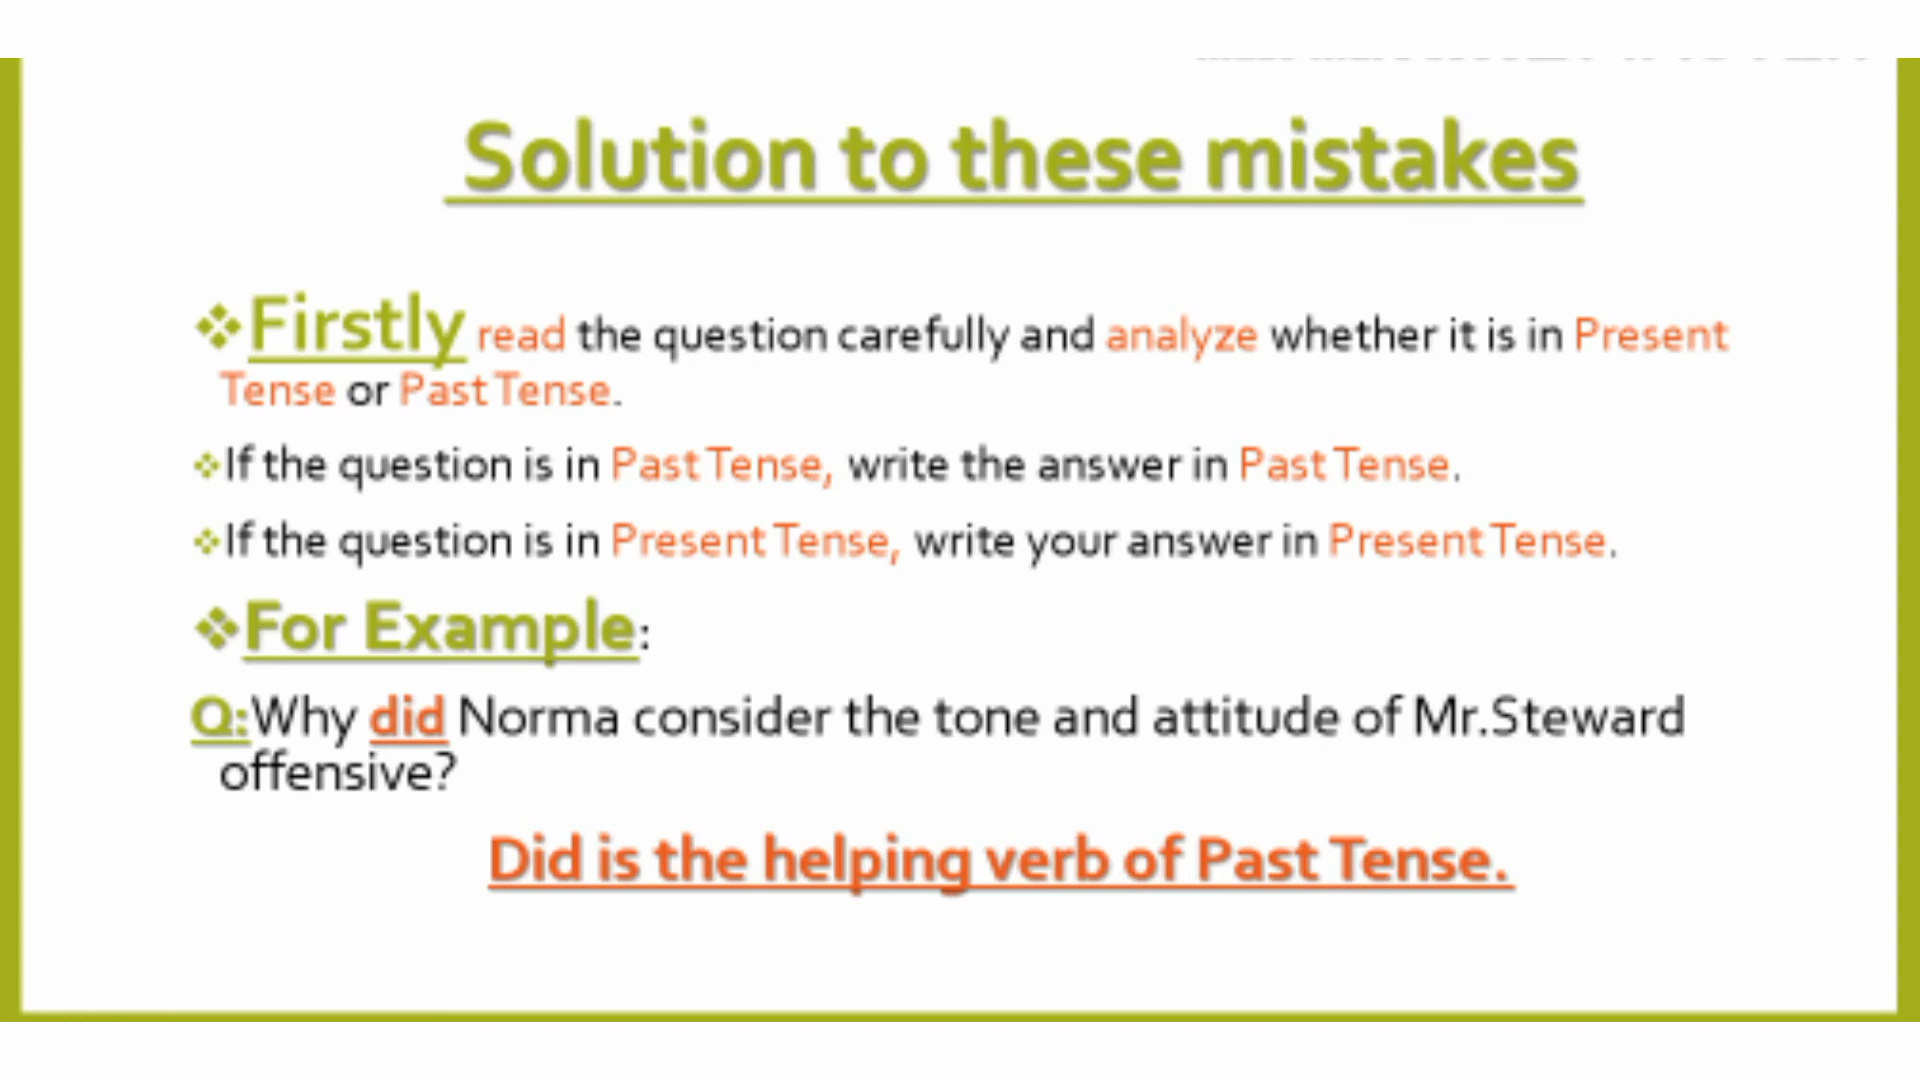 Solution to these mistakes
❖Firstly read the question carefully and analyze whether it is in Present
Tense or Past Tense.
❖If the question is in Past Tense, write the answer in Past Tense.
❖If the question is in Present Tense, write your answer in Present Tense.
❖For Example:
Q:Why did Norma consider the tone and attitude of Mr.Steward
offensive?
Did is the helping verb of Past Tense.